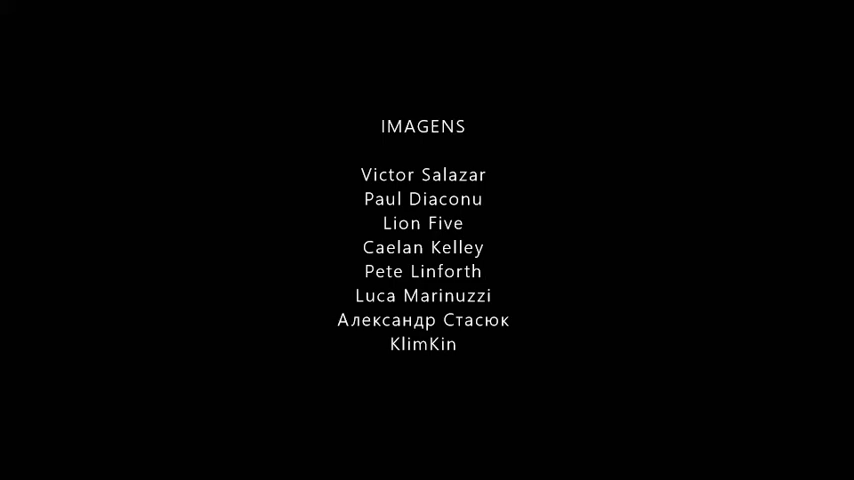 IMAGENS
Victor Salazar
Paul Diaconu
Lion Five
Caelan Kelley
Pete Linforth
Luca Marinuzzi
Александр Стасюк
KlimKin